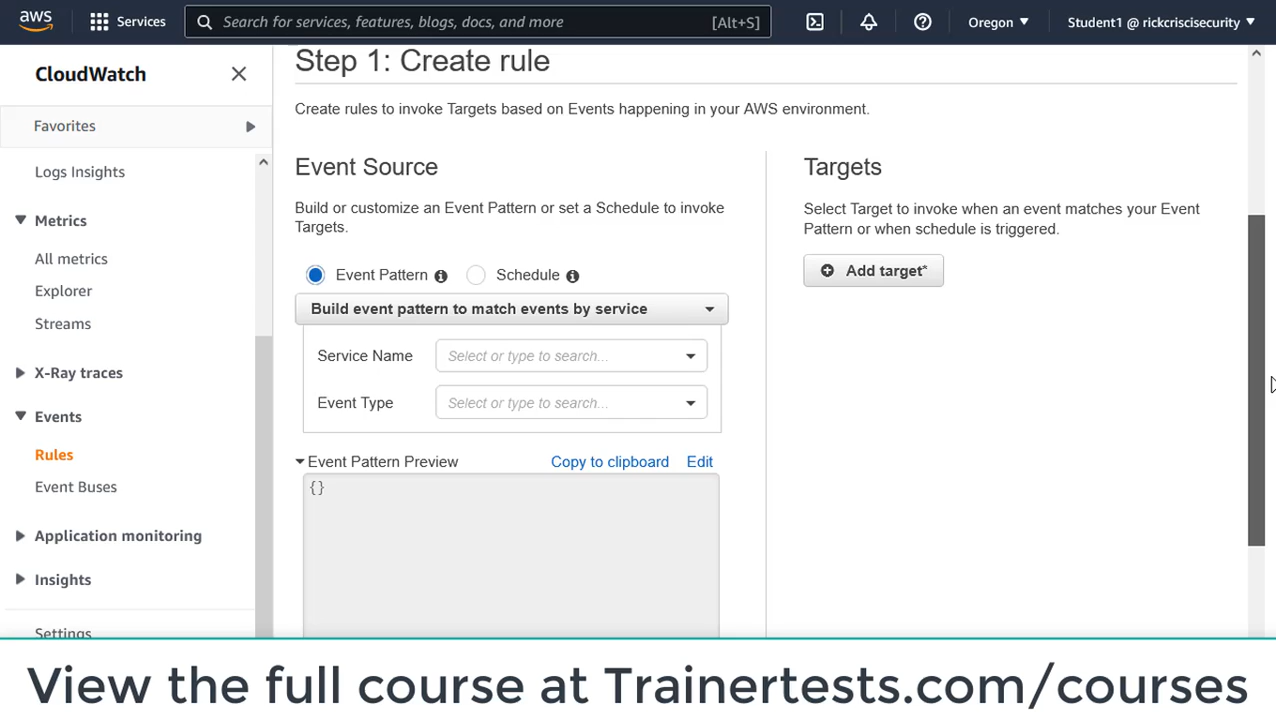 aws
Services
Search for services, features, blogs, docs, and more
[Alt+S]
Oregon
Student1 @ rickcriscisecurity
CloudWatch
Favorites
Logs Insights
Metrics
All metrics
Explorer
Streams
X-Ray traces
Events
Rules
Event Buses
Application monitoring
Insights
Settings
Step 1: Create rule
Create rules to invoke Targets based on Events happening in your AWS environment.
Event Source
Build or customize an Event Pattern or set a Schedule to invoke
Targets.
Event Pattern
Schedule
Build event pattern to match events by service
Service Name
Select or type to search...
Event Type
Select or type to search...
Event Pattern Preview
Copy to clipboard
Edit
{}
Targets
Select Target to invoke when an event matches your Event
Pattern or when schedule is triggered.
Add target*
View the full course at Trainertests.com/courses